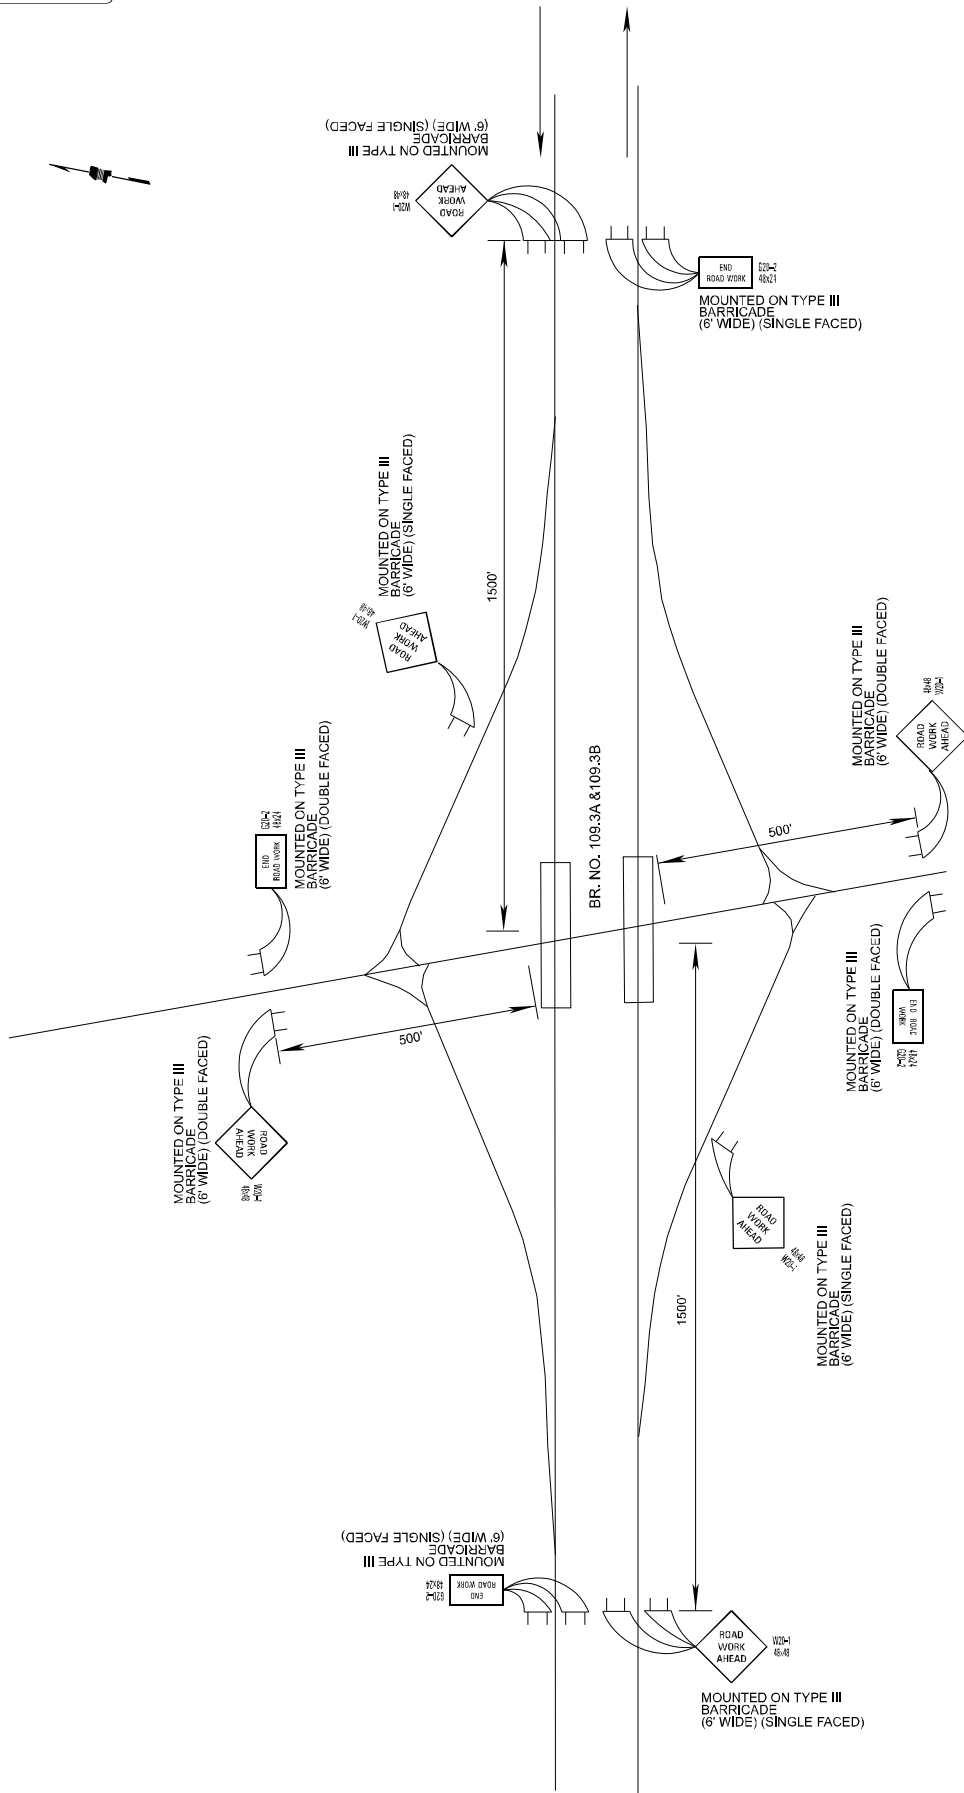 MOUNTED ON TYPE III
BARRICADE
(6' WIDE) (SINGLE FACED)
ROAD
WORK
AHEAD
W20-1
48x48
END
ROAD WORK
G20-2
48x24
MOUNTED ON TYPE III
BARRICADE
(6' WIDE) (SINGLE FACED)
MOUNTED ON TYPE III
BARRICADE
(6' WIDE) (SINGLE FACED)
W20-1
48x48
ROAD
WORK
AHEAD
1500'
MOUNTED ON TYPE III
BARRICADE
(6' WIDE) (DOUBLE FACED)
48x48
W20-1
ROAD
WORK
AHEAD
MOUNTED ON TYPE III
BARRICADE
(6' WIDE) (DOUBLE FACED)
G20-2
48x24
END
ROAD WORK
BR. NO. 109.3A &109.3B
500'
500'
MOUNTED ON TYPE III
BARRICADE
(6' WIDE) (DOUBLE FACED)
END ROAD
WORK
48x24
G20-2
MOUNTED ON TYPE III
BARRICADE
(6' WIDE) (DOUBLE FACED)
ROAD
WORK
AHEAD
W20-1
48x48
ROAD
WORK
AHEAD
48x48
W20-1
MOUNTED ON TYPE III
BARRICADE
(6' WIDE) (SINGLE FACED)
1500'
MOUNTED ON TYPE III
BARRICADE
(6' WIDE) (SINGLE FACED)
END
ROAD WORK
G20-2
48x24
ROAD
WORK
AHEAD
W20-1
48x48
MOUNTED ON TYPE III
BARRICADE
(6' WIDE) (SINGLE FACED)